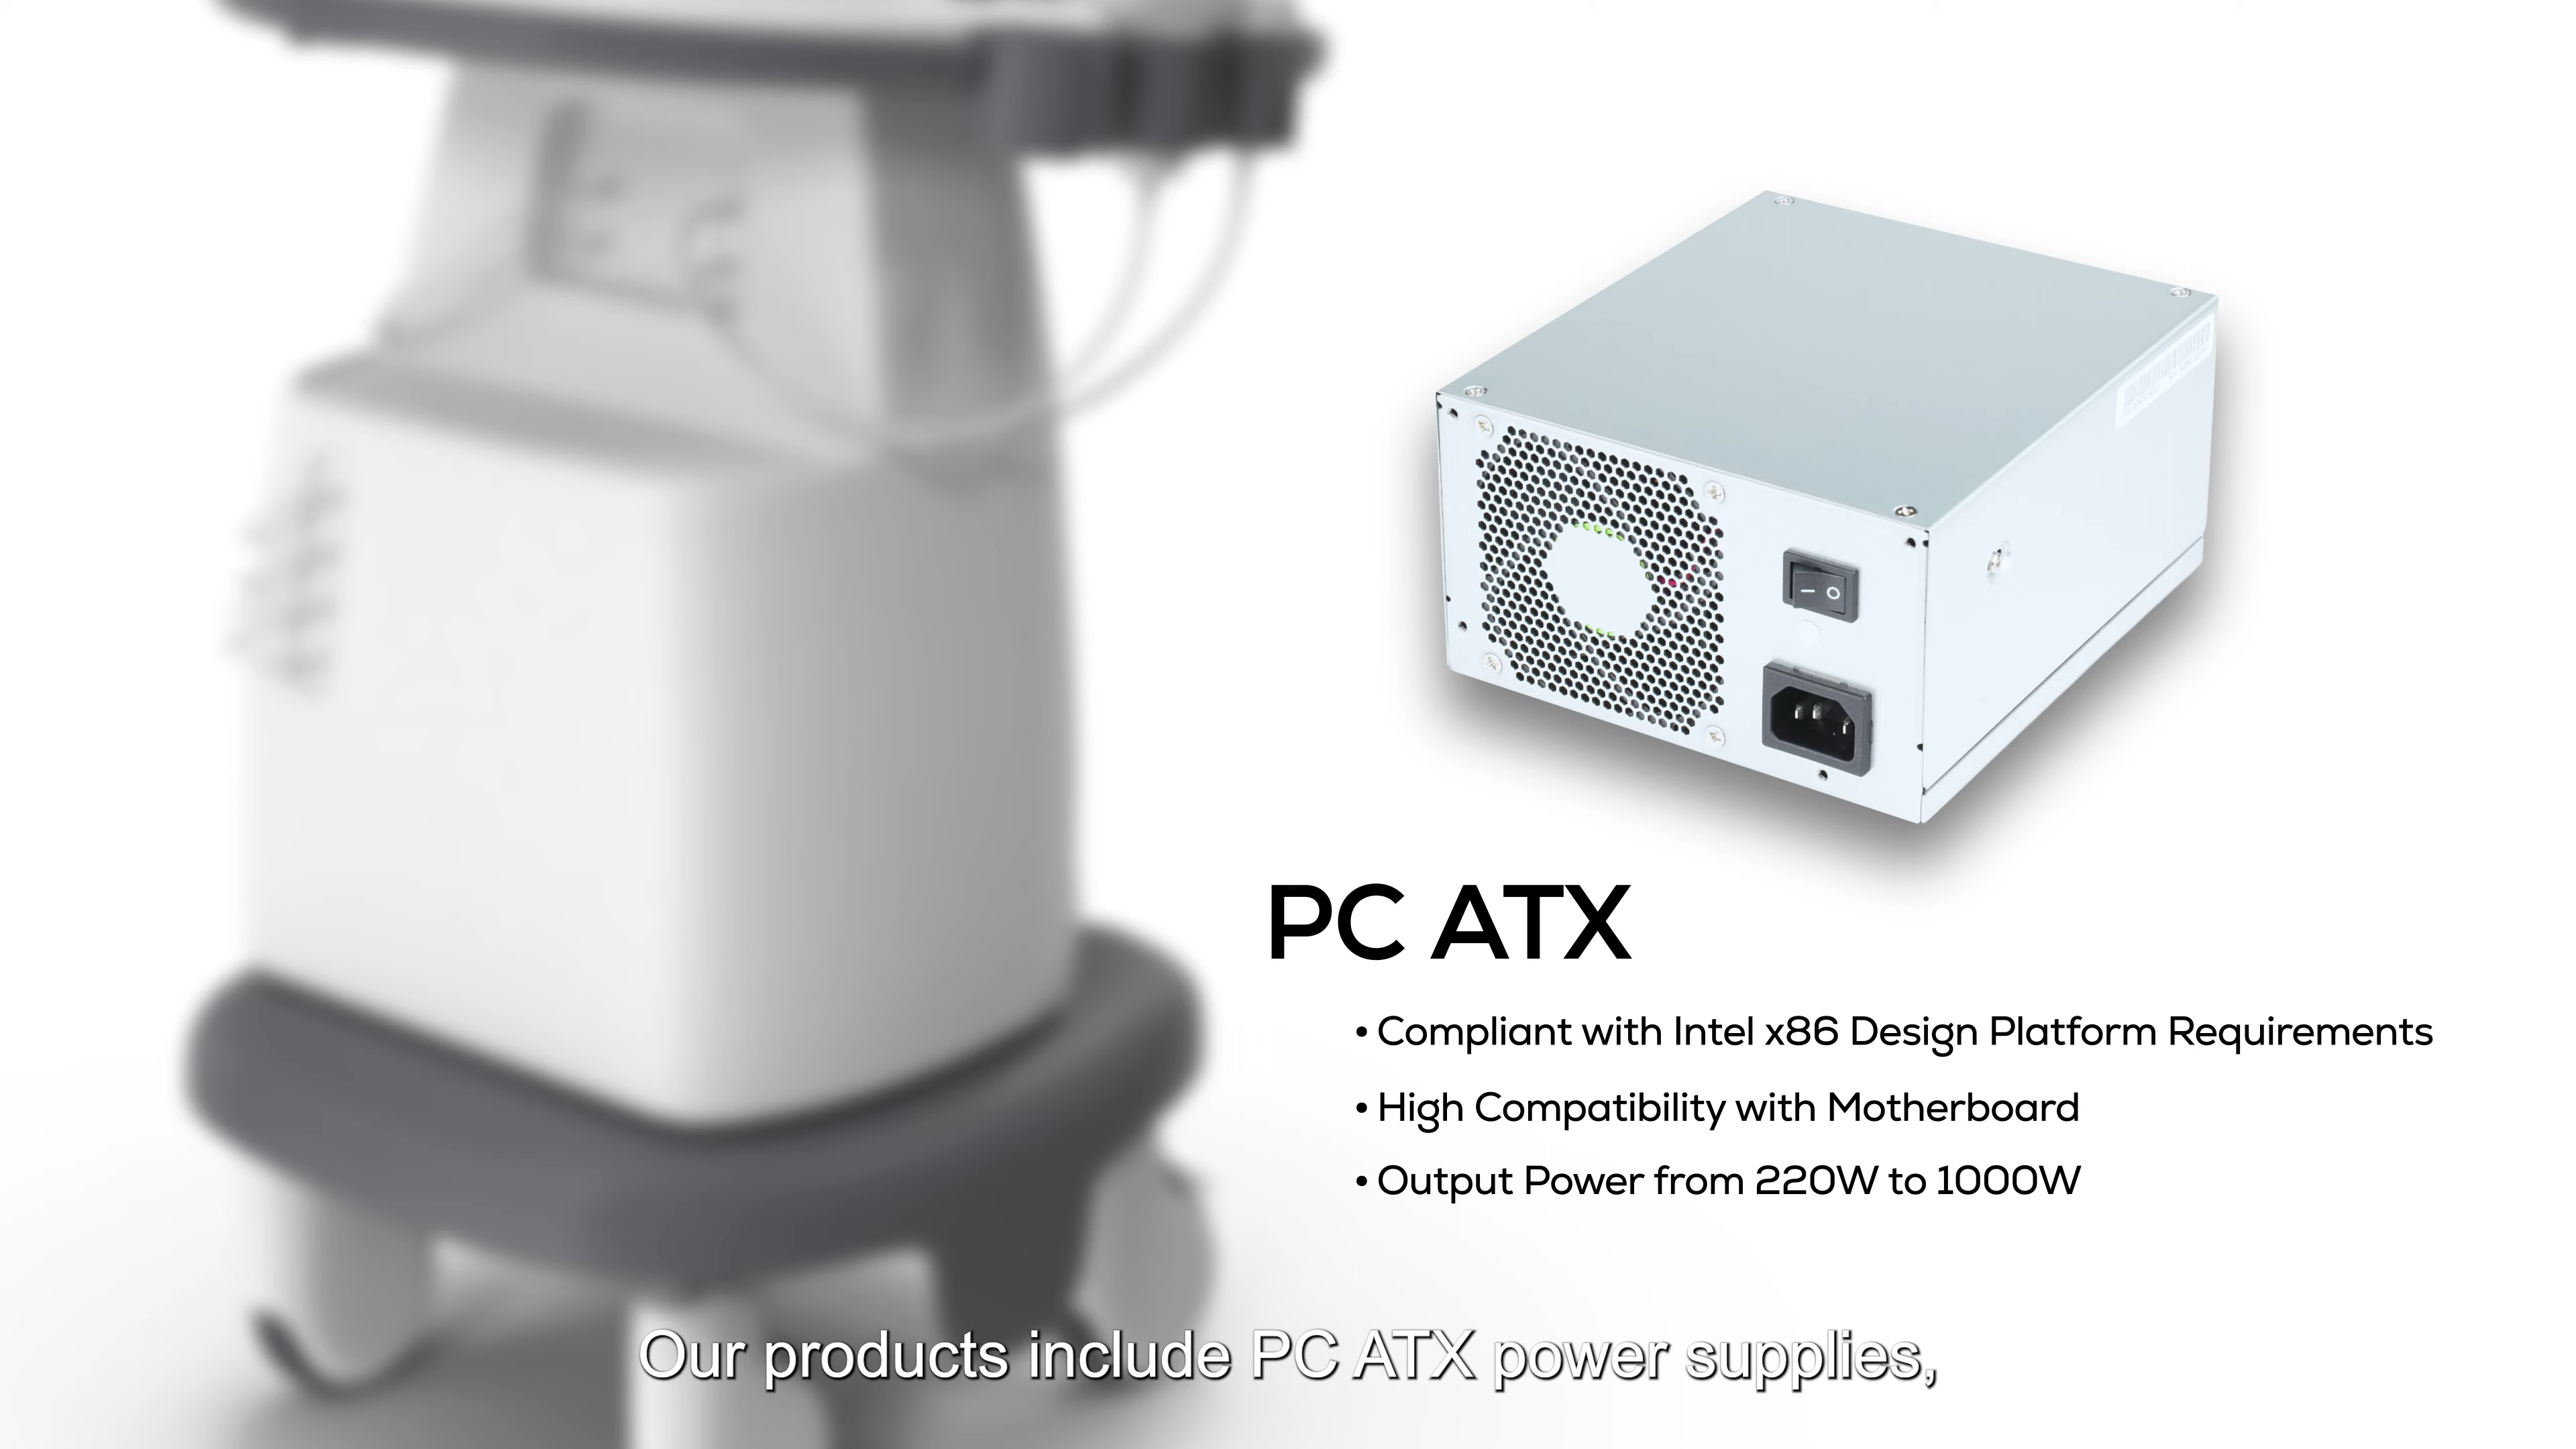 PC ATX
• Compliant with Intel x86 Design Platform Requirements
• High Compatibility with Motherboard
• Output Power from 220W to 1000W
Our products include PC ATX power supplies,